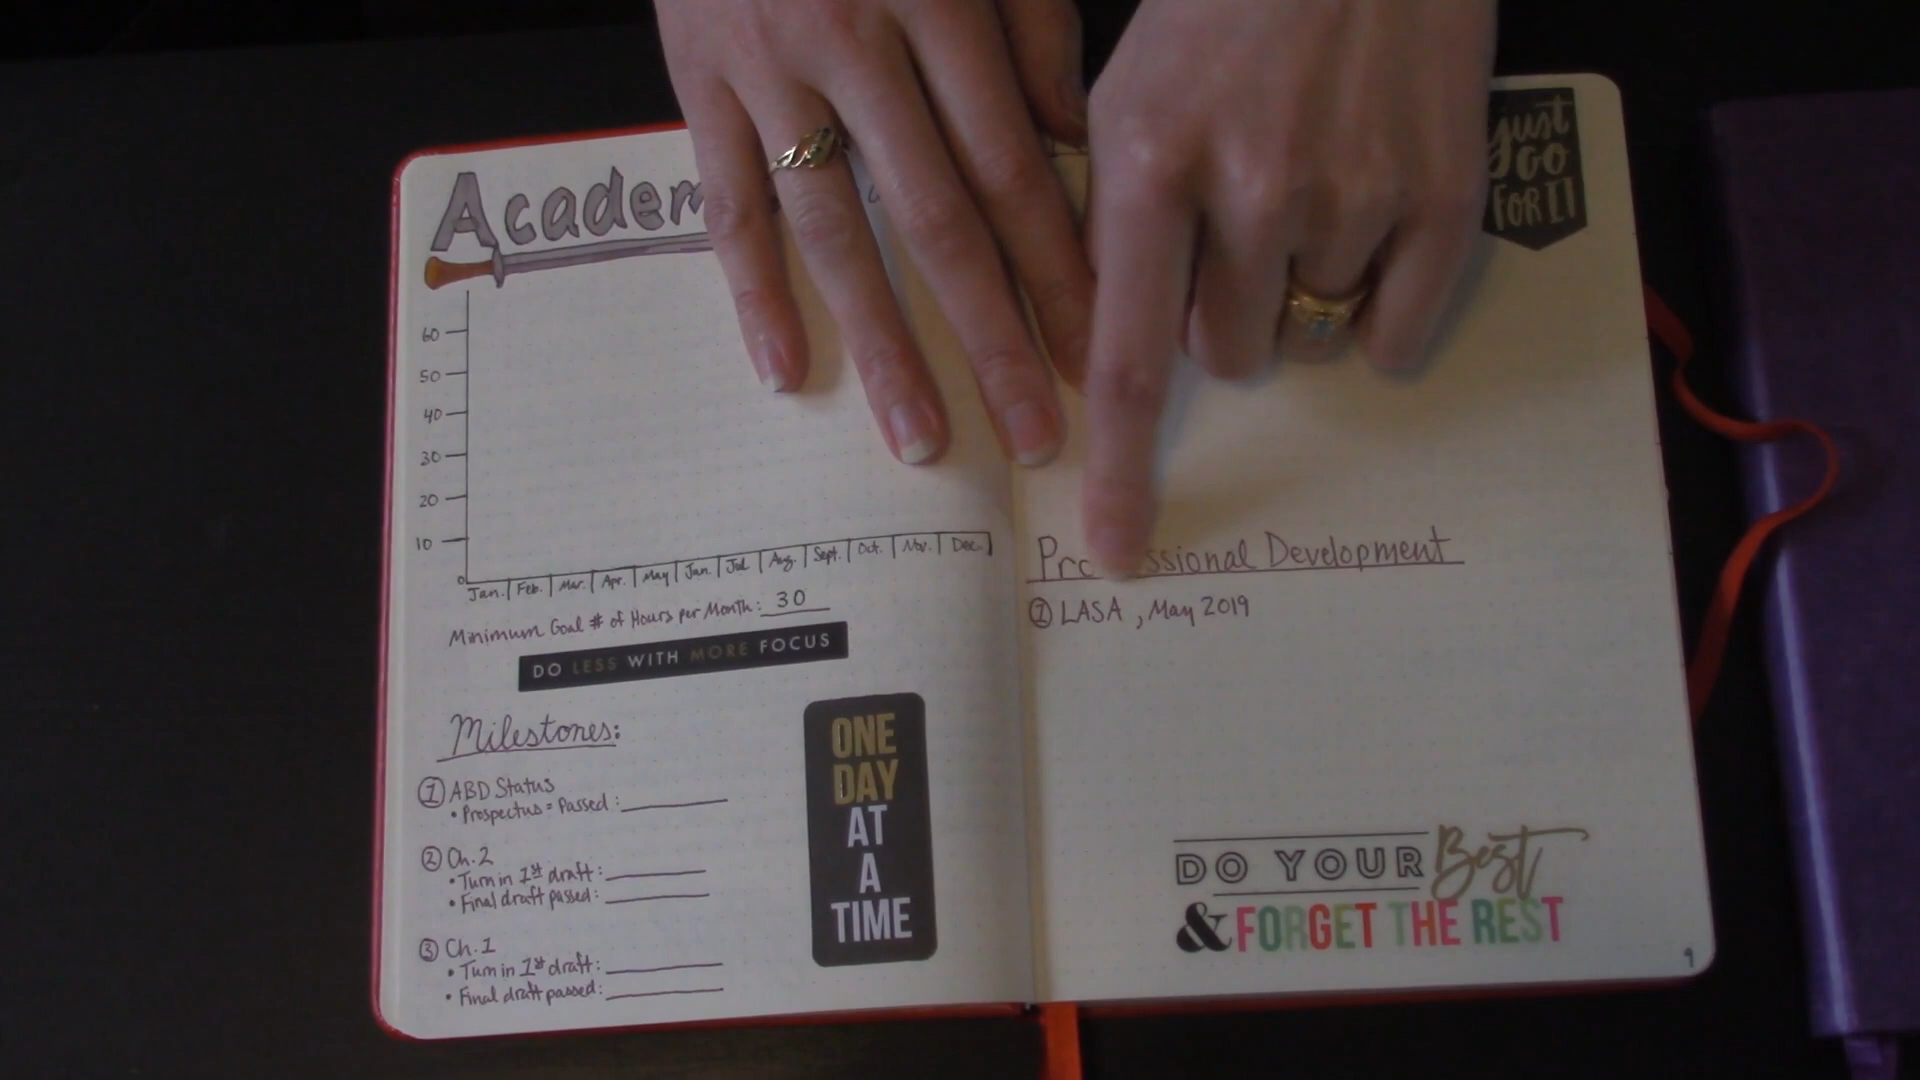 60
50
40
30
20
10
0
Jan. Feb. Mar. Apr. May Jun. Jul. Aug. Sept. Oct. Nov. Dec.
Minimum Goal # of Hours per Month: 30
DO LESS WITH MORE FOCUS
Milestones:
① ABD Status
• Prospectus = Passed:
② Ch. 2
• Turn in 1st draft:
• Final draft passed:
③ Ch. 1
• Turn in 1st draft:
• Final draft passed:
ONE
DAY
AT
A
TIME
just
GO
FOR IT
Development
① LASA, May 2019
DO YOUR Best
& FORGET THE REST
9